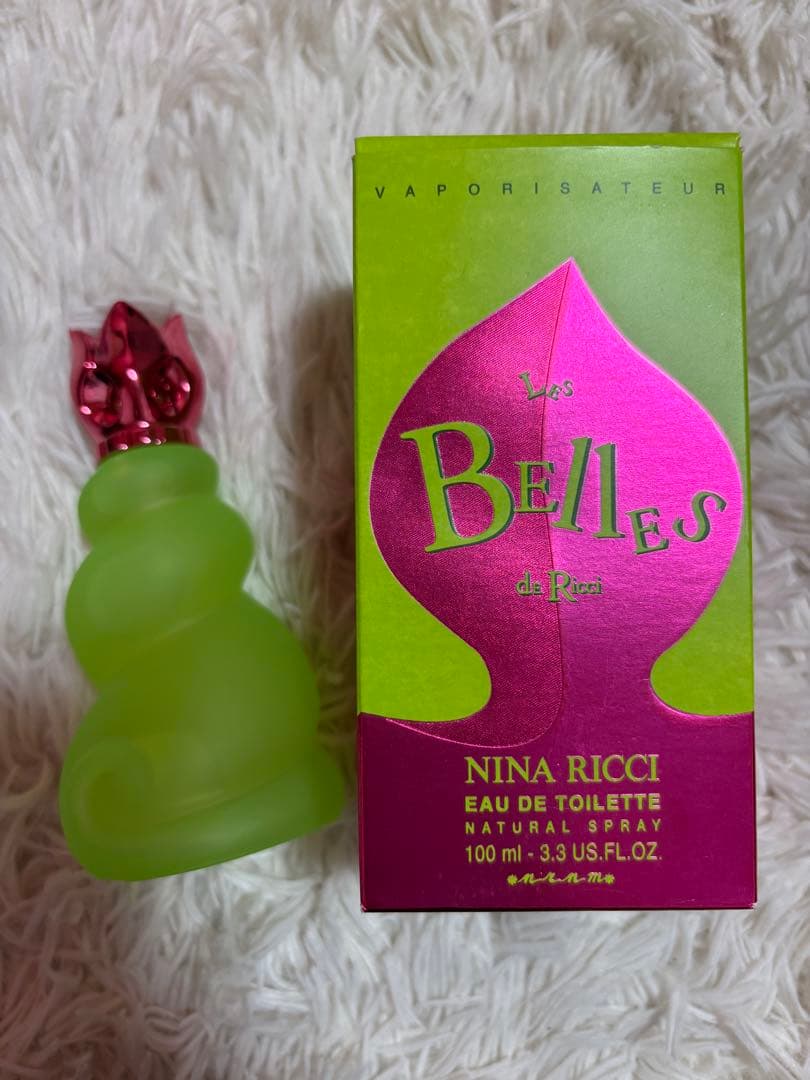 VAPORISATEUR
LES
BEllES
de Ricci
NINA RICCI
EAU DE TOILETTE
NATURAL SPRAY
100 ml - 3.3 US.FL.OZ.